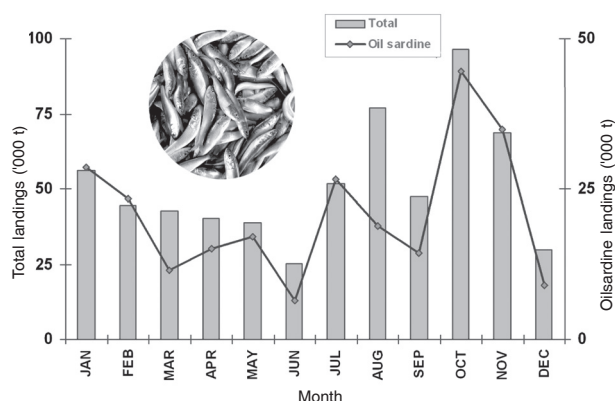 Total
Oil sardine
100
75
50
25
0
Total landings ('000 t)
50
25
0
Oilsardine landings ('000 t)
JAN
FEB
MAR
APR
MAY
JUN
JUL
AUG
SEP
OCT
NOV
DEC
Month